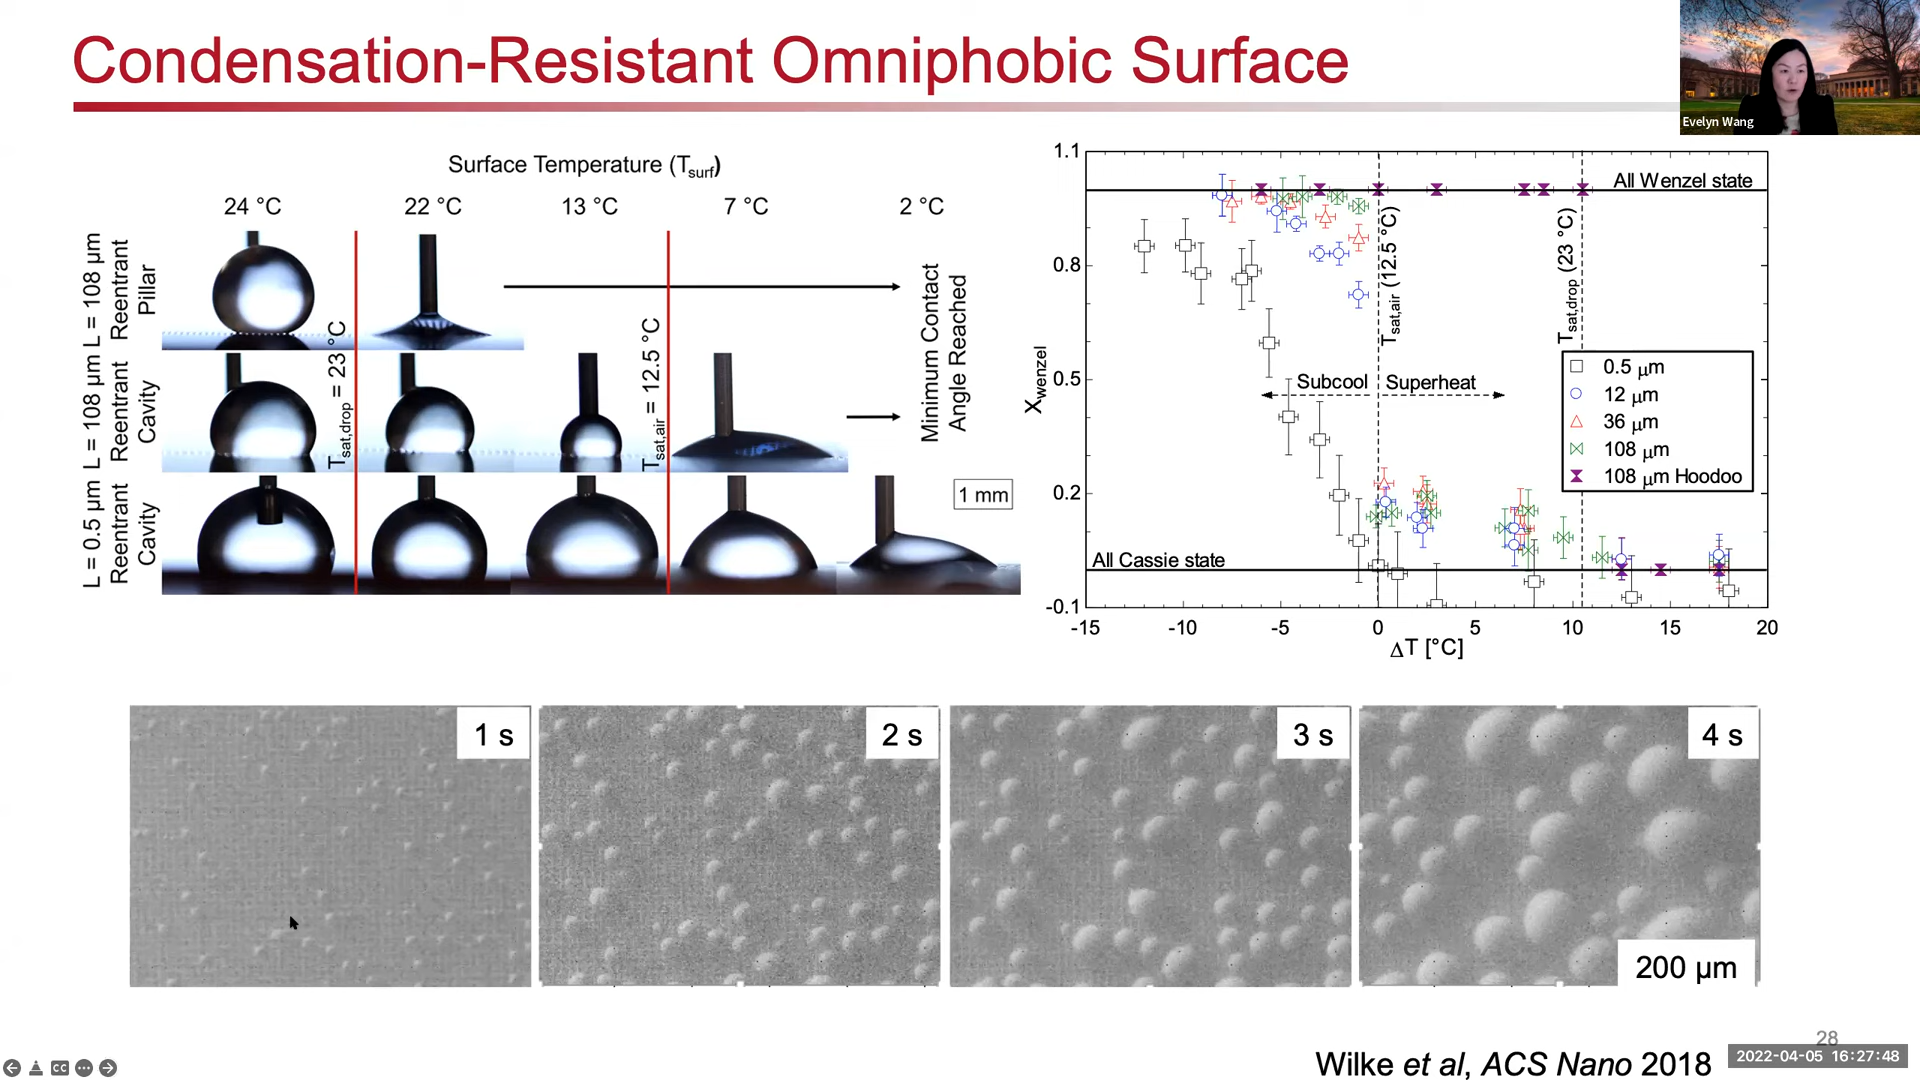 Condensation-Resistant Omniphobic Surface
Evelyn Wang
Surface Temperature (Tsurf)
24 °C
22 °C
13 °C
7 °C
2 °C
L = 108 µm
Reentrant
Pillar
L = 108 µm
Reentrant
Cavity
L = 0.5 µm
Reentrant
Cavity
Tsat,drop = 23 °C
Tsat,air = 12.5 °C
Minimum Contact
Angle Reached
1 mm
1.1
0.8
0.5
0.2
-0.1
Xwenzel
All Wenzel state
Tsat,air (12.5 °C)
Tsat,drop (23 °C)
Subcool
Superheat
0.5 µm
12 µm
36 µm
108 µm
108 µm Hoodoo
All Cassie state
-15
-10
-5
0
5
10
15
20
ΔT [°C]
1 s
2 s
3 s
4 s
200 µm
28
Wilke et al, ACS Nano 2018
2022-04-05 16:27:48
CC